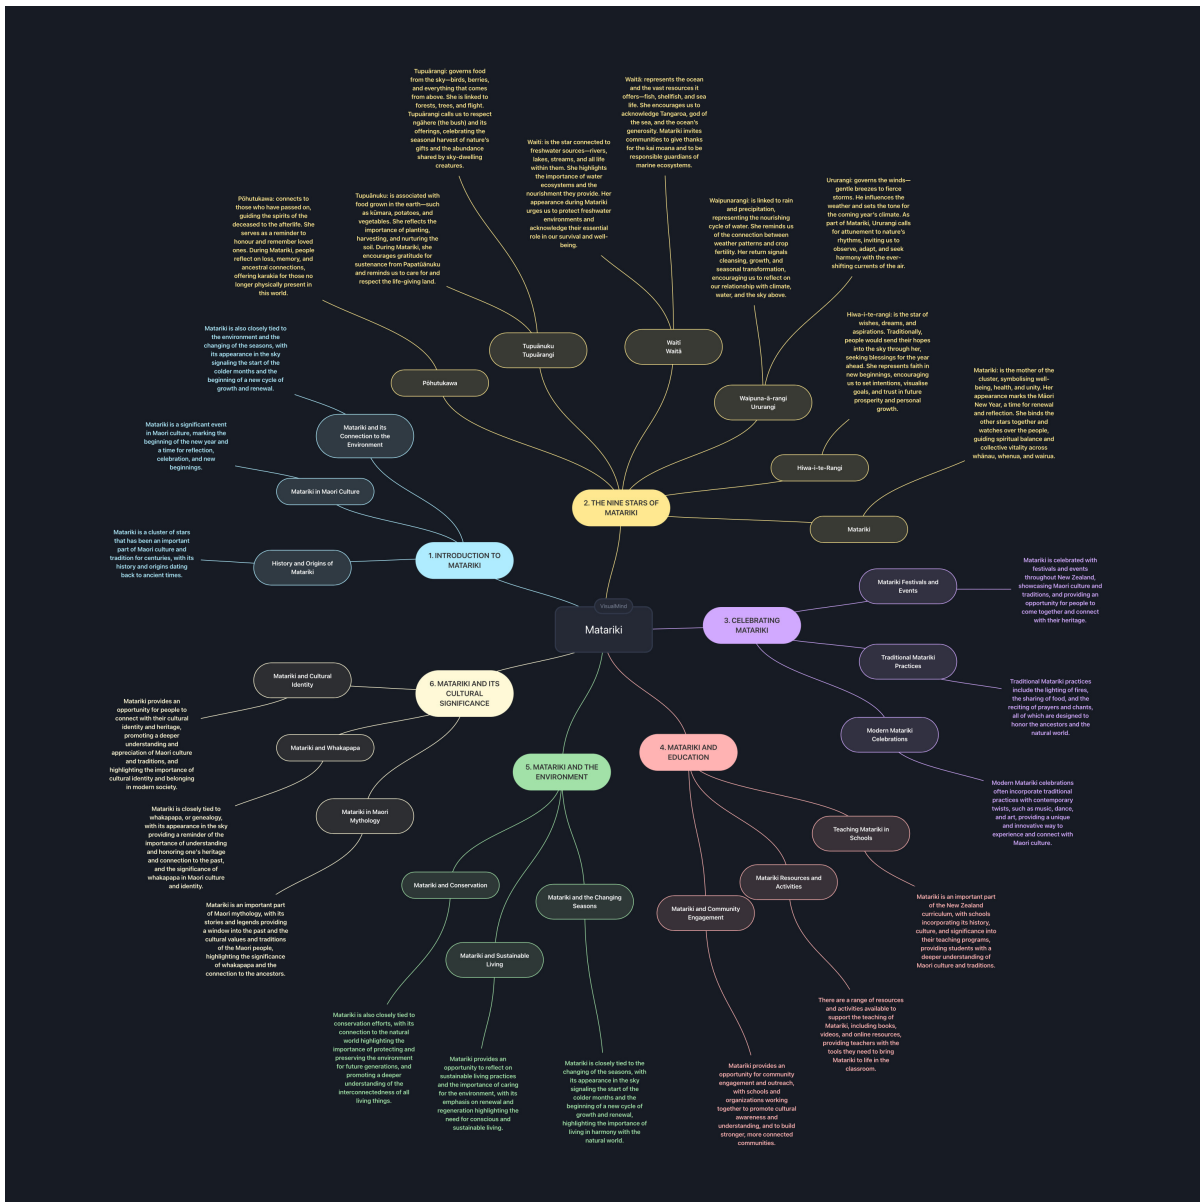 VisualMind
Matariki
1. INTRODUCTION TO
MATARIKI
Matariki and its
Connection to the
Environment
Matariki is also closely tied to
the environment and the
changing of the seasons, with
its appearance in the sky
signaling the start of the
colder months and the
beginning of a new cycle of
growth and renewal.
Matariki in Maori Culture
Matariki is a significant event
in Maori culture, marking the
beginning of the new year and
a time for reflection,
celebration, and new
beginnings.
History and Origins of
Matariki
Matariki is a cluster of stars
that has been an important
part of Maori culture and
tradition for centuries, with its
history and origins dating
back to ancient times.
2. THE NINE STARS OF
MATARIKI
Pōhutukawa
Pōhutukawa: connects to
those who have passed on,
guiding the spirits of the
deceased to the afterlife. She
serves as a reminder to
honour and remember loved
ones. During Matariki, people
reflect on loss, memory, and
ancestral connections,
offering karakia for those no
longer physically present in
this world.
Tupuānuku
Tupuārangi
Tupuānuku: is associated with
food grown in the earth—such
as kūmara, potatoes, and
vegetables. She reflects the
importance of planting,
harvesting, and nurturing the
soil. During Matariki, she
encourages gratitude for
sustenance from Papatūānuku
and reminds us to care for and
respect the life-giving land.
Tupuārangi: governs food
from the sky—birds, berries,
and everything that comes
from above. She is linked to
forests, trees, and flight.
Tupuārangi calls us to respect
ngāhere (the bush) and its
offerings, celebrating the
seasonal harvest of nature's
gifts and the abundance
shared by sky-dwelling
creatures.
Waitī
Waitā
Waitī: is the star connected to
freshwater sources—rivers,
lakes, streams, and all life
within them. She highlights
the importance of water
ecosystems and the
nourishment they provide. Her
appearance during Matariki
urges us to protect freshwater
environments and
acknowledge their essential
role in our survival and well-
being.
Waitā: represents the ocean
and the vast resources it
offers—fish, shellfish, and sea
life. She encourages us to
acknowledge Tangaroa, god of
the sea, and the ocean's
generosity. Matariki invites
communities to give thanks
for the kai moana and to be
responsible guardians of
marine ecosystems.
Waipuna-ā-rangi
Ururangi
Waipunarangi: is linked to rain
and precipitation,
representing the nourishing
cycle of water. She reminds us
of the connection between
weather patterns and crop
fertility. Her return signals
cleansing, growth, and
seasonal transformation,
encouraging us to reflect on
our relationship with climate,
water, and the sky above.
Ururangi: governs the winds—
gentle breezes to fierce
storms. He influences the
weather and sets the tone for
the coming year's climate. As
part of Matariki, Ururangi calls
for attunement to nature's
rhythms, inviting us to
observe, adapt, and seek
harmony with the ever-
shifting currents of the air.
Hiwa-i-te-Rangi
Hiwa-i-te-rangi: is the star of
wishes, dreams, and
aspirations. Traditionally,
people would send their hopes
into the sky through her,
seeking blessings for the year
ahead. She represents faith in
new beginnings, encouraging
us to set intentions, visualise
goals, and trust in future
prosperity and personal
growth.
Matariki
Matariki: is the mother of the
cluster, symbolising well-
being, health, and unity. Her
appearance marks the Māori
New Year, a time for renewal
and reflection. She binds the
other stars together and
watches over the people,
guiding spiritual balance and
collective vitality across
whānau, whenua, and wairua.
3. CELEBRATING
MATARIKI
Matariki Festivals and
Events
Matariki is celebrated with
festivals and events
throughout New Zealand,
showcasing Maori culture and
traditions, and providing an
opportunity for people to
come together and connect
with their heritage.
Traditional Matariki
Practices
Traditional Matariki practices
include the lighting of fires,
the sharing of food, and the
reciting of prayers and chants,
all of which are designed to
honor the ancestors and the
natural world.
Modern Matariki
Celebrations
Modern Matariki celebrations
often incorporate traditional
practices with contemporary
twists, such as music, dance,
and art, providing a unique
and innovative way to
experience and connect with
Maori culture.
4. MATARIKI AND
EDUCATION
Teaching Matariki in
Schools
Matariki is an important part
of the New Zealand
curriculum, with schools
incorporating its history,
culture, and significance into
their teaching programs,
providing students with a
deeper understanding of
Maori culture and traditions.
Matariki Resources and
Activities
There are a range of resources
and activities available to
support the teaching of
Matariki, including books,
videos, and online resources,
providing teachers with the
tools they need to bring
Matariki to life in the
classroom.
Matariki and Community
Engagement
Matariki provides an
opportunity for community
engagement and outreach,
with schools and
organizations working
together to promote cultural
awareness and
understanding, and to build
stronger, more connected
communities.
5. MATARIKI AND THE
ENVIRONMENT
Matariki and Conservation
Matariki is also closely tied to
conservation efforts, with its
connection to the natural
world highlighting the
importance of protecting and
preserving the environment
for future generations, and
promoting a deeper
understanding of the
interconnectedness of all
living things.
Matariki and Sustainable
Living
Matariki provides an
opportunity to reflect on
sustainable living practices
and the importance of caring
for the environment, with its
emphasis on renewal and
regeneration highlighting the
need for conscious and
sustainable living.
Matariki and the Changing
Seasons
Matariki is closely tied to the
changing of the seasons, with
its appearance in the sky
signaling the start of the
colder months and the
beginning of a new cycle of
growth and renewal,
highlighting the importance of
living in harmony with the
natural world.
6. MATARIKI AND ITS
CULTURAL
SIGNIFICANCE
Matariki and Cultural
Identity
Matariki provides an
opportunity for people to
connect with their cultural
identity and heritage,
promoting a deeper
understanding and
appreciation of Maori culture
and traditions, and
highlighting the importance of
cultural identity and belonging
in modern society.
Matariki and Whakapapa
Matariki is closely tied to
whakapapa, or genealogy,
with its appearance in the sky
providing a reminder of the
importance of understanding
and honoring one's heritage
and connection to the past,
and the significance of
whakapapa in Maori culture
and identity.
Matariki in Maori
Mythology
Matariki is an important part
of Maori mythology, with its
stories and legends providing
a window into the past and the
cultural values and traditions
of the Maori people,
highlighting the significance
of whakapapa and the
connection to the ancestors.